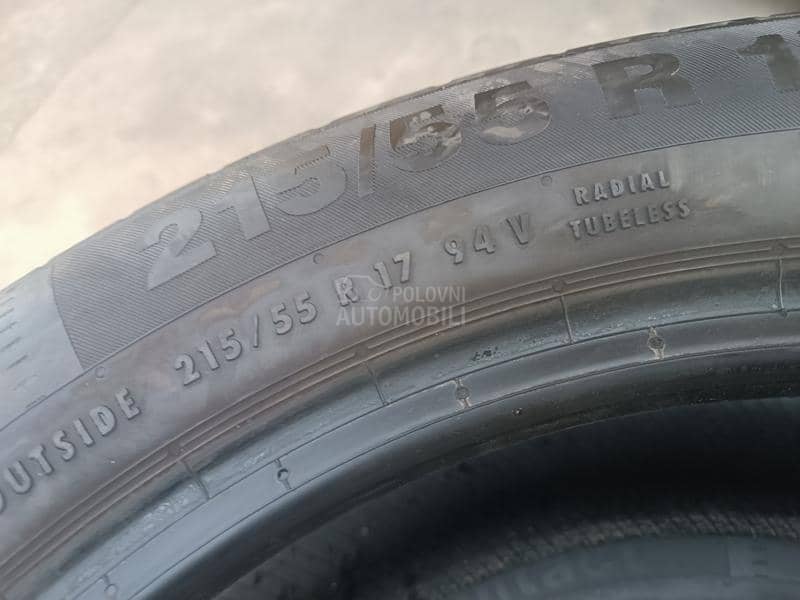 215/55 R 1
OUTSIDE 215/55 R 17 94 V
RADIAL
TUBELESS
POLOVNI
AUTOMOBILI